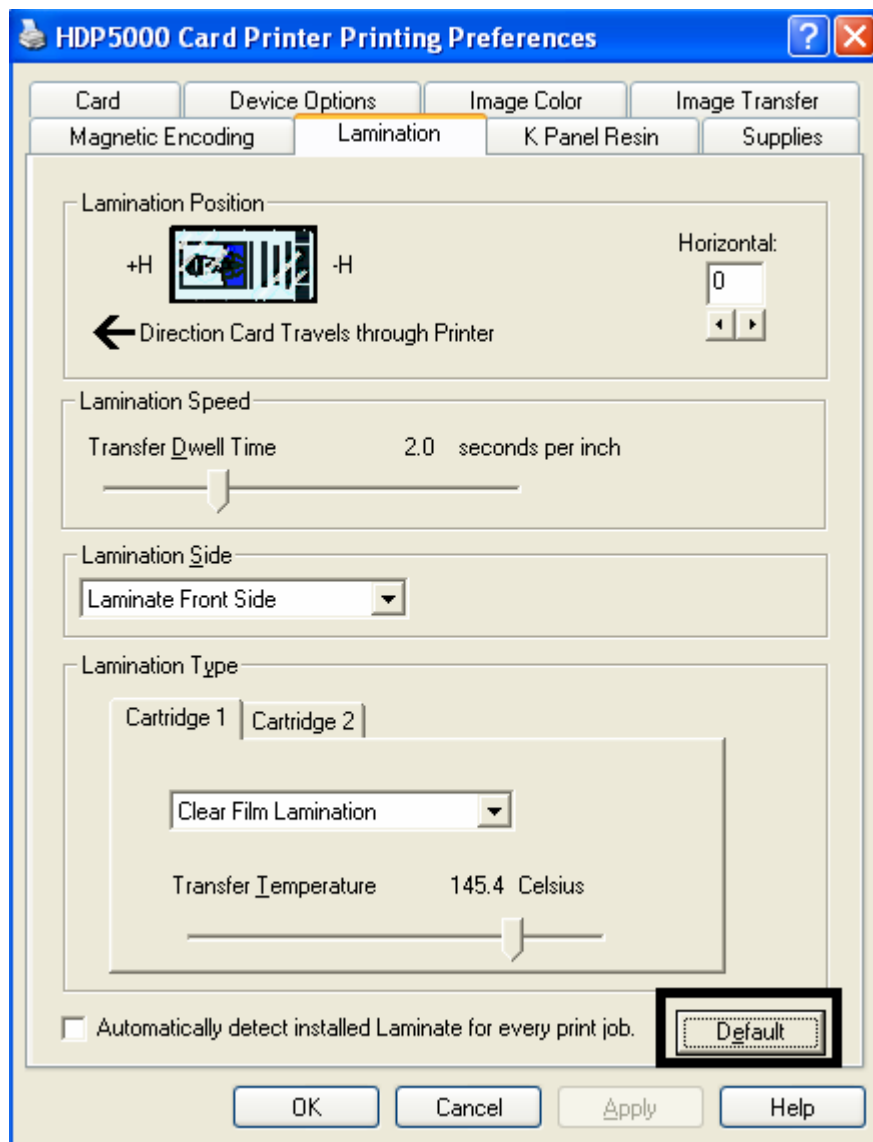 HDP5000 Card Printer Printing Preferences
Card Device Options Image Color Image Transfer
Magnetic Encoding Lamination K Panel Resin Supplies
Lamination Position
+H -H
Horizontal:
0
Direction Card Travels through Printer
Lamination Speed
Transfer Dwell Time 2.0 seconds per inch
Lamination Side
Laminate Front Side
Lamination Type
Cartridge 1 Cartridge 2
Clear Film Lamination
Transfer Temperature 145.4 Celsius
Automatically detect installed Laminate for every print job.
Default
OK Cancel Apply Help